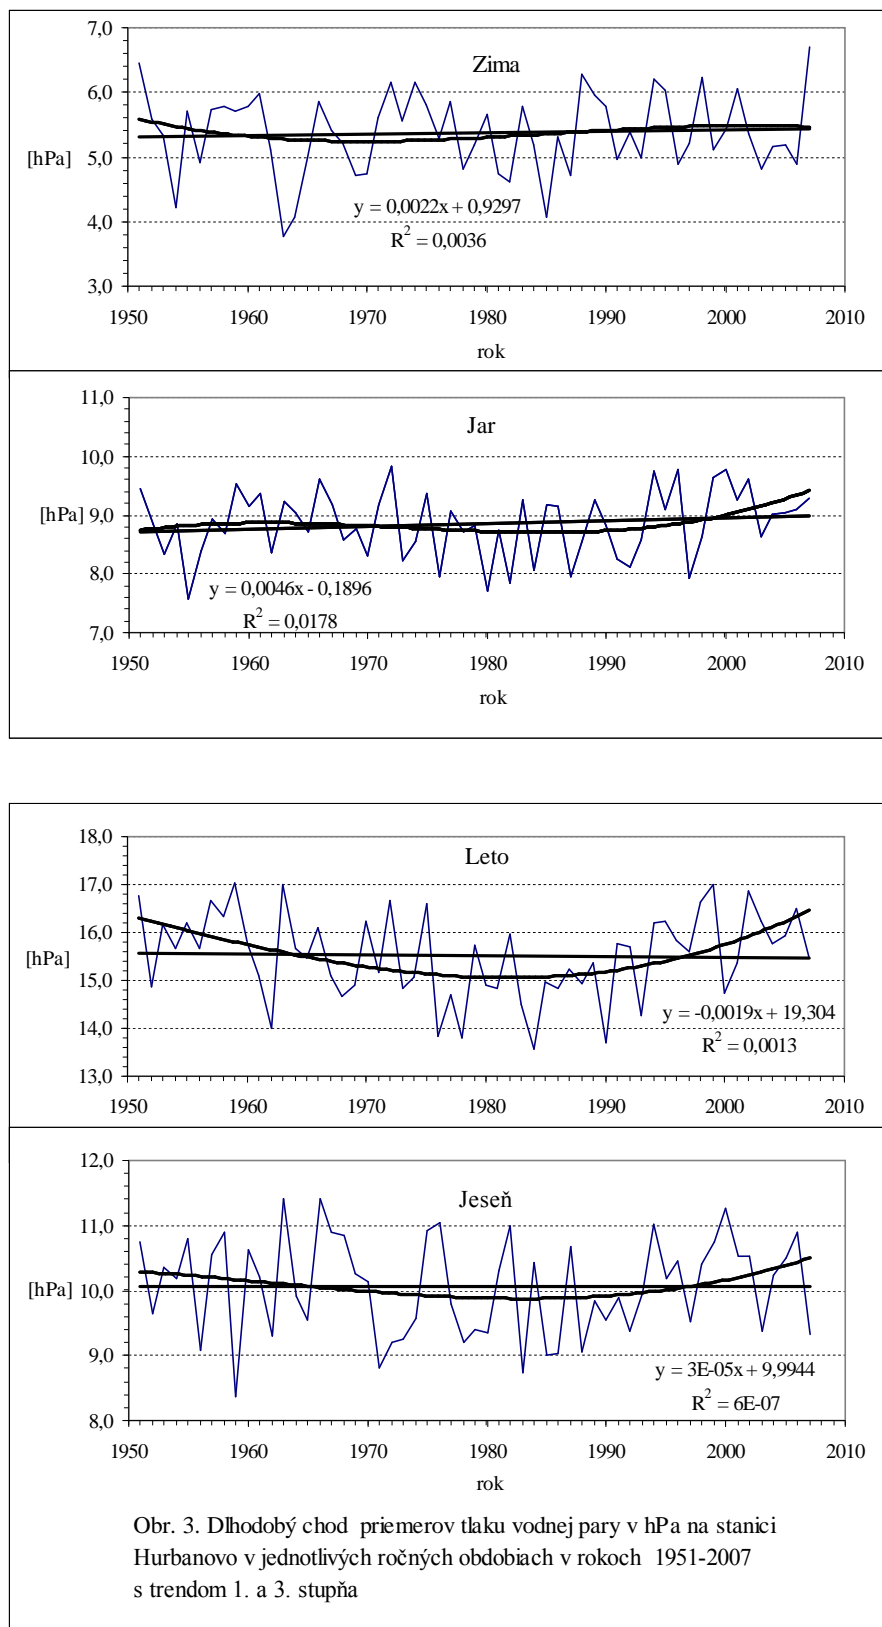 Zima
7,0
6,0
5,0
4,0
3,0
[hPa]
y = 0,0022x + 0,9297
R² = 0,0036
1950 1960 1970 1980 1990 2000 2010
rok
Jar
11,0
10,0
9,0
8,0
7,0
[hPa]
y = 0,0046x - 0,1896
R² = 0,0178
1950 1960 1970 1980 1990 2000 2010
rok
Leto
18,0
17,0
16,0
15,0
14,0
13,0
[hPa]
y = -0,0019x + 19,304
R² = 0,0013
1950 1960 1970 1980 1990 2000 2010
Jeseň
12,0
11,0
10,0
9,0
8,0
[hPa]
y = 3E-05x + 9,9944
R² = 6E-07
1950 1960 1970 1980 1990 2000 2010
rok
Obr. 3. Dlhodobý chod priemerov tlaku vodnej pary v hPa na stanici
Hurbanovo v jednotlivých ročných obdobiach v rokoch 1951-2007
s trendom 1. a 3. stupňa